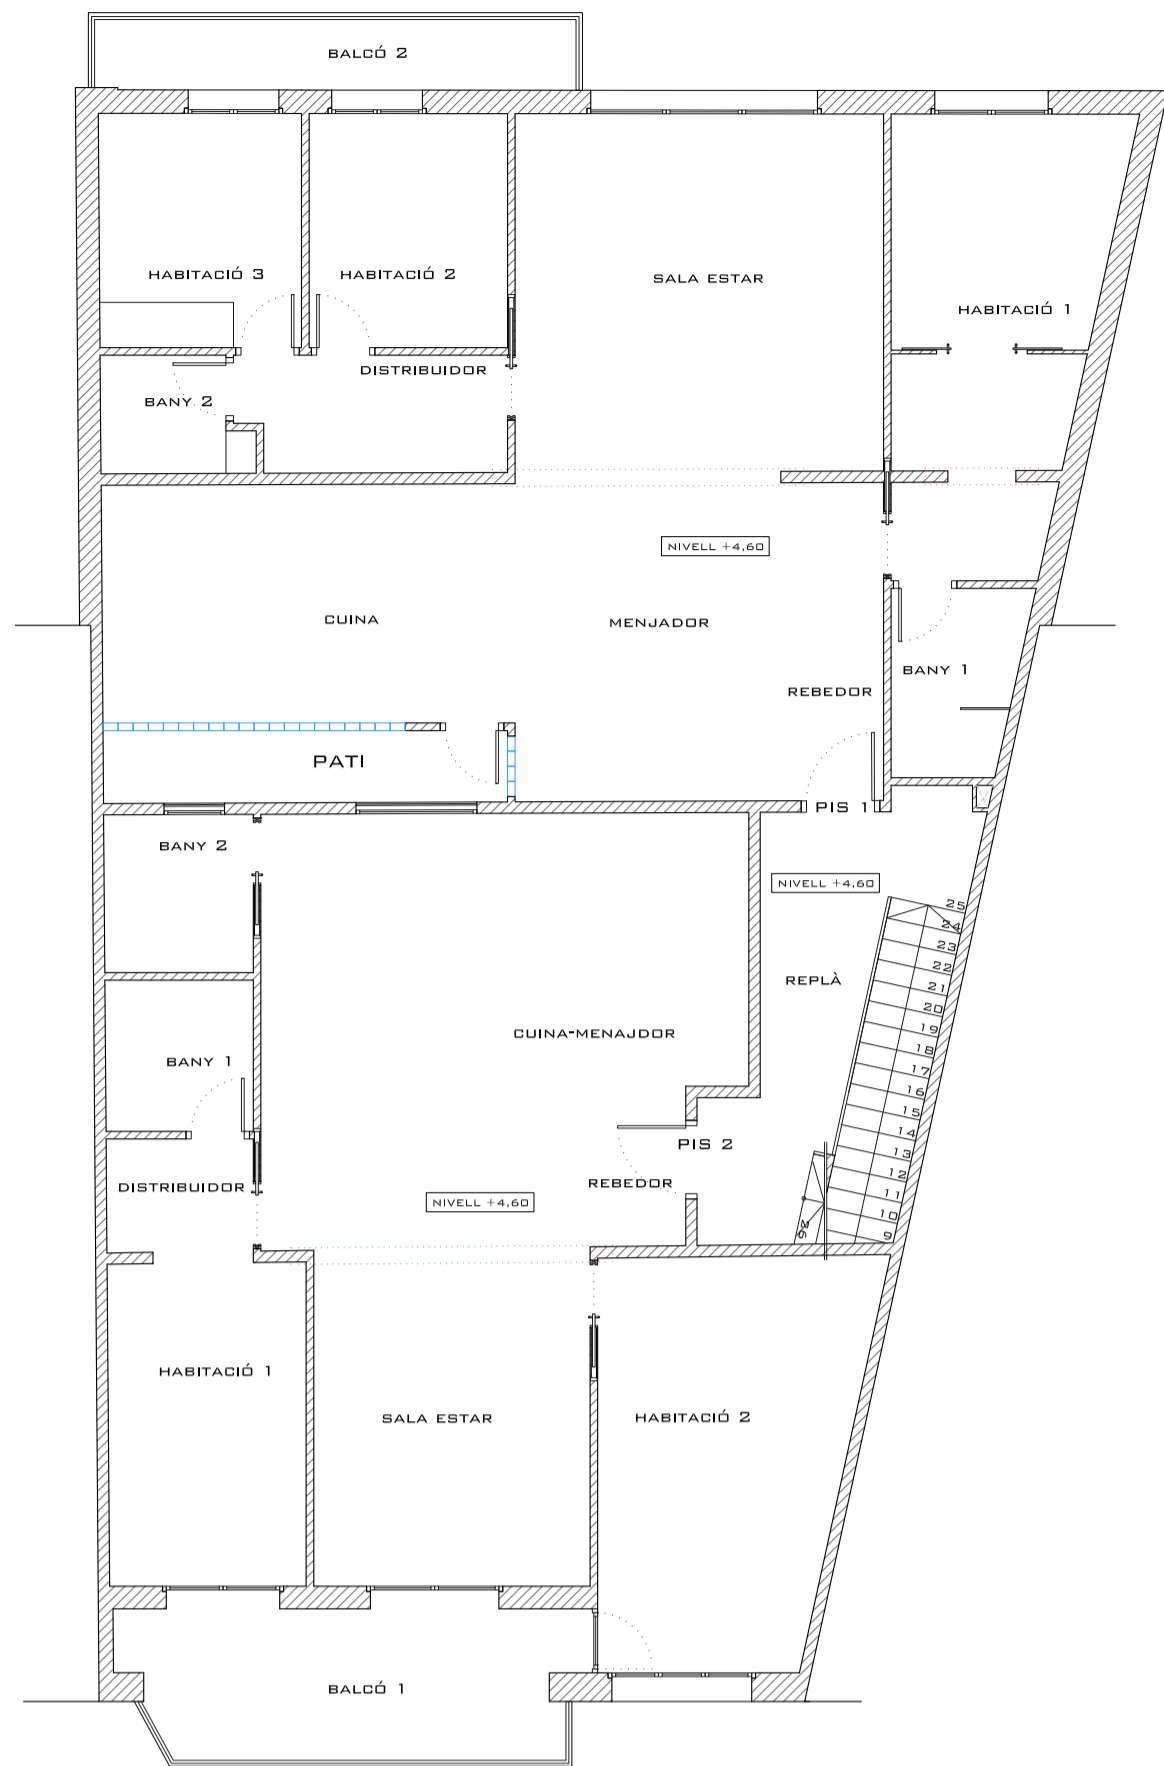 BALCÓ 2
HABITACIÓ 3
HABITACIÓ 2
SALA ESTAR
HABITACIÓ 1
DISTRIBUIDOR
BANY 2
NIVELL +4,60
CUINA
MENJADOR
BANY 1
REBEDOR
PATI
PIS 1
BANY 2
NIVELL +4,60
25
24
23
22
21
20
19
18
17
16
15
14
13
12
11
10
9
26
REPLÀ
CUINA-MENAJDOR
BANY 1
PIS 2
DISTRIBUIDOR
REBEDOR
NIVELL +4,60
HABITACIÓ 1
SALA ESTAR
HABITACIÓ 2
BALCÓ 1